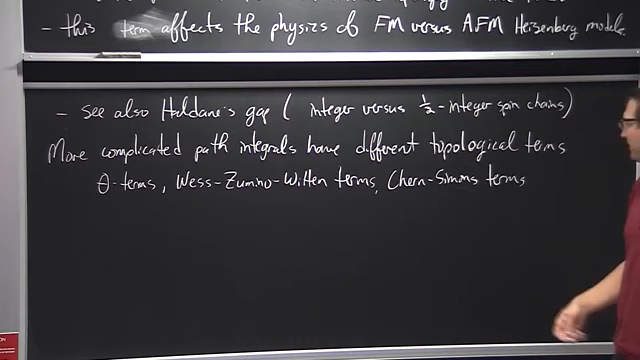 - this term affects the physics of FM versus AFM Heisenberg models.
- see also Haldane's gap ( integer versus ½-integer spin chains)
More complicated path integrals have different topological terms
θ-terms, Wess-Zumino-Witten terms, Chern-Simons terms